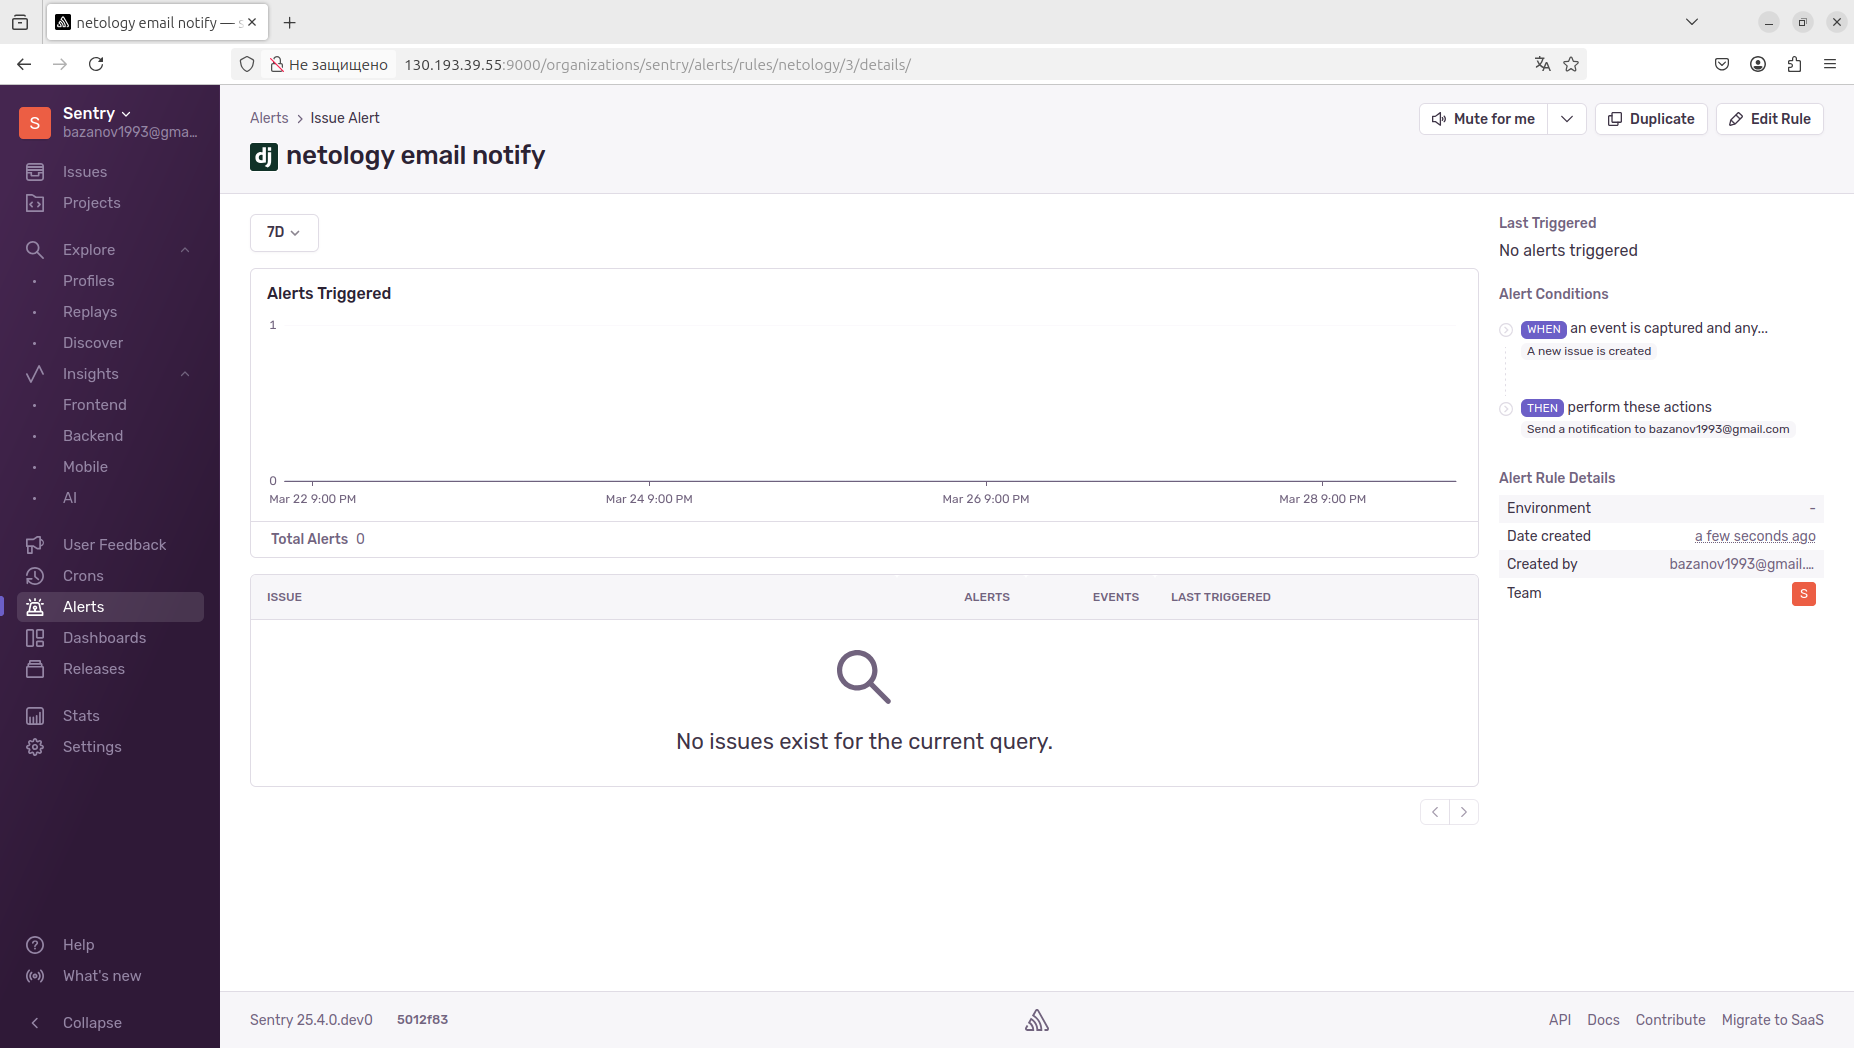 netology email notify — s
Не защищено
130.193.39.55:9000/organizations/sentry/alerts/rules/netology/3/details/
S
Sentry
bazanov1993@gma...
Issues
Projects
Explore
Profiles
Replays
Discover
Insights
Frontend
Backend
Mobile
AI
User Feedback
Crons
Alerts
Dashboards
Releases
Stats
Settings
Help
What's new
Collapse
Alerts > Issue Alert
Mute for me
Duplicate
Edit Rule
dj netology email notify
7D
Alerts Triggered
1
0
Mar 22 9:00 PM Mar 24 9:00 PM Mar 26 9:00 PM Mar 28 9:00 PM
Total Alerts 0
ISSUE ALERTS EVENTS LAST TRIGGERED
No issues exist for the current query.
Last Triggered
No alerts triggered
Alert Conditions
WHEN an event is captured and any...
A new issue is created
THEN perform these actions
Send a notification to bazanov1993@gmail.com
Alert Rule Details
Environment -
Date created a few seconds ago
Created by bazanov1993@gmail....
Team S
Sentry 25.4.0.dev0 5012f83
API Docs Contribute Migrate to SaaS